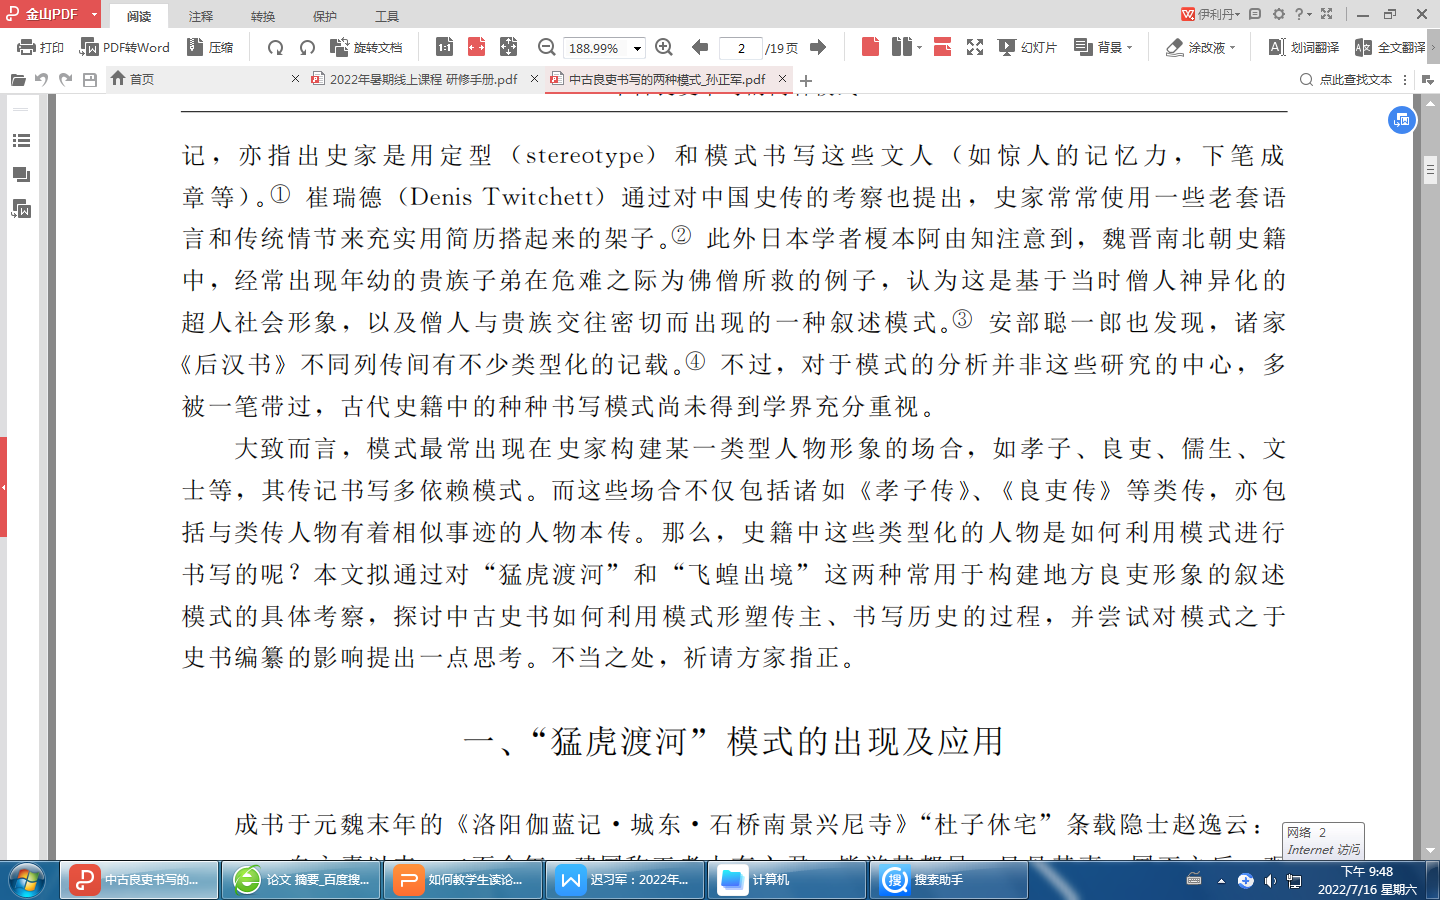 金山PDF 阅读 注释 转换 保护 工具 伊利丹
打印 PDF转Word 压缩 旋转文档 1:1 188.99% 2 /19页 幻灯片 背景 涂改液 划词翻译 全文翻译
首页 2022年暑期线上课程 研修手册.pdf 中古良吏书写的两种模式_孙正军.pdf 点此查找文本
记，亦指出史家是用定型（stereotype）和模式书写这些文人（如惊人的记忆力，下笔成
章等）。① 崔瑞德（Denis Twitchett）通过对中国史传的考察也提出，史家常常使用一些老套语
言和传统情节来充实用简历搭起来的架子。② 此外日本学者榎本阿由知注意到，魏晋南北朝史籍
中，经常出现年幼的贵族子弟在危难之际为佛僧所救的例子，认为这是基于当时僧人神异化的
超人社会形象，以及僧人与贵族交往密切而出现的一种叙述模式。③ 安部聪一郎也发现，诸家
《后汉书》不同列传间有不少类型化的记载。④ 不过，对于模式的分析并非这些研究的中心，多
被一笔带过，古代史籍中的种种书写模式尚未得到学界充分重视。
大致而言，模式最常出现在史家构建某一类型人物形象的场合，如孝子、良吏、儒生、文
士等，其传记书写多依赖模式。而这些场合不仅包括诸如《孝子传》、《良吏传》等类传，亦包
括与类传人物有着相似事迹的人物本传。那么，史籍中这些类型化的人物是如何利用模式进行
书写的呢？本文拟通过对“猛虎渡河”和“飞蝗出境”这两种常用于构建地方良吏形象的叙述
模式的具体考察，探讨中古史书如何利用模式形塑传主、书写历史的过程，并尝试对模式之于
史书编纂的影响提出一点思考。不当之处，祈请方家指正。
一、“猛虎渡河”模式的出现及应用
成书于元魏末年的《洛阳伽蓝记·城东·石桥南景兴尼寺》“杜子休宅”条载隐士赵逸云：
网络 2
Internet 访问
中古良吏书写的... 论文 摘要_百度搜... 如何教学生读论... 迟习军：2022年... 计算机 搜索助手
下午 9:48
2022/7/16 星期六